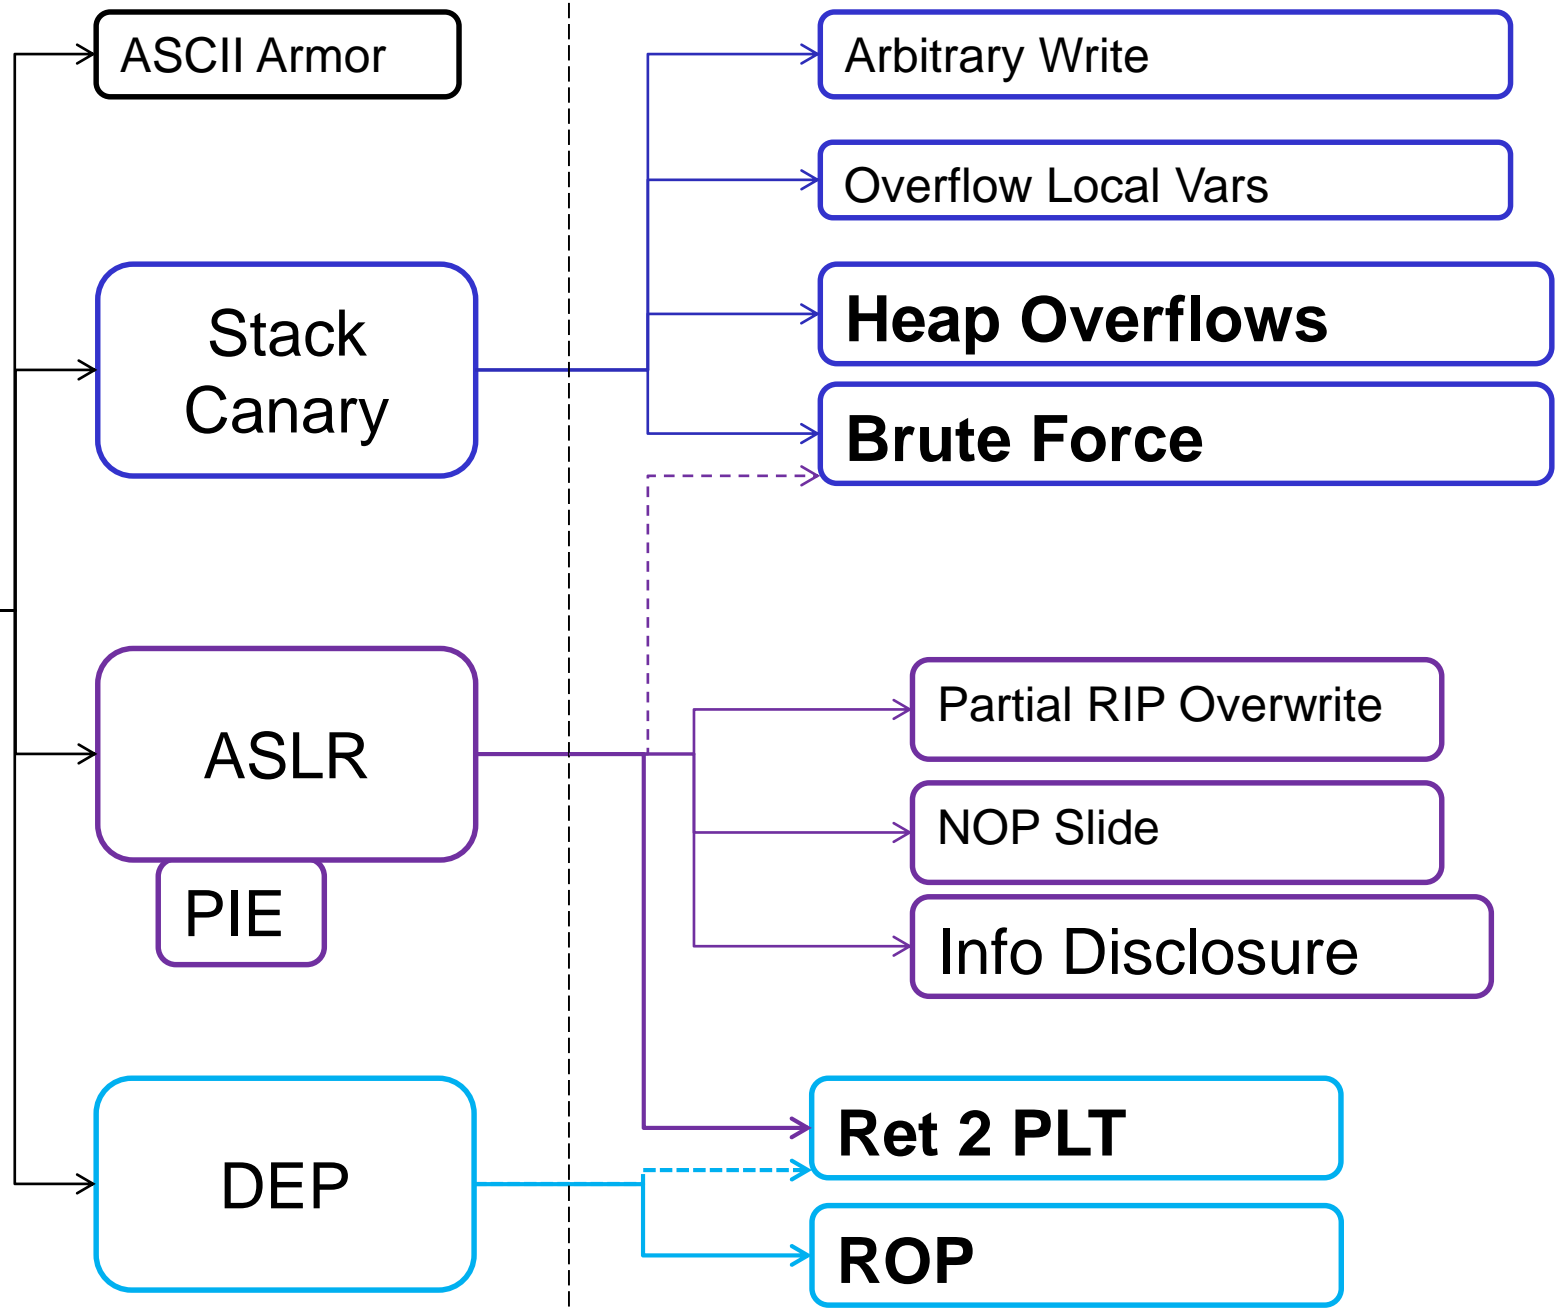 ASCII Armor
Arbitrary Write
Overflow Local Vars
Stack
Canary
Heap Overflows
Brute Force
ASLR
PIE
Partial RIP Overwrite
NOP Slide
Info Disclosure
DEP
Ret 2 PLT
ROP